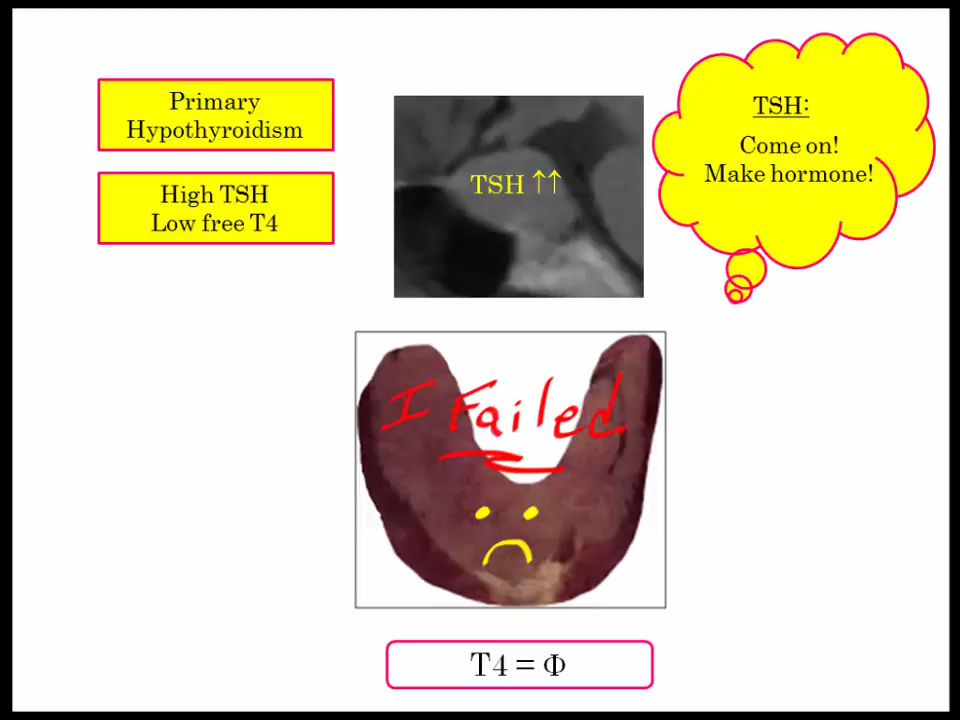 Primary
Hypothyroidism
High TSH
Low free T4
TSH ↑↑
TSH:
Come on!
Make hormone!
I Failed
T4 = Φ